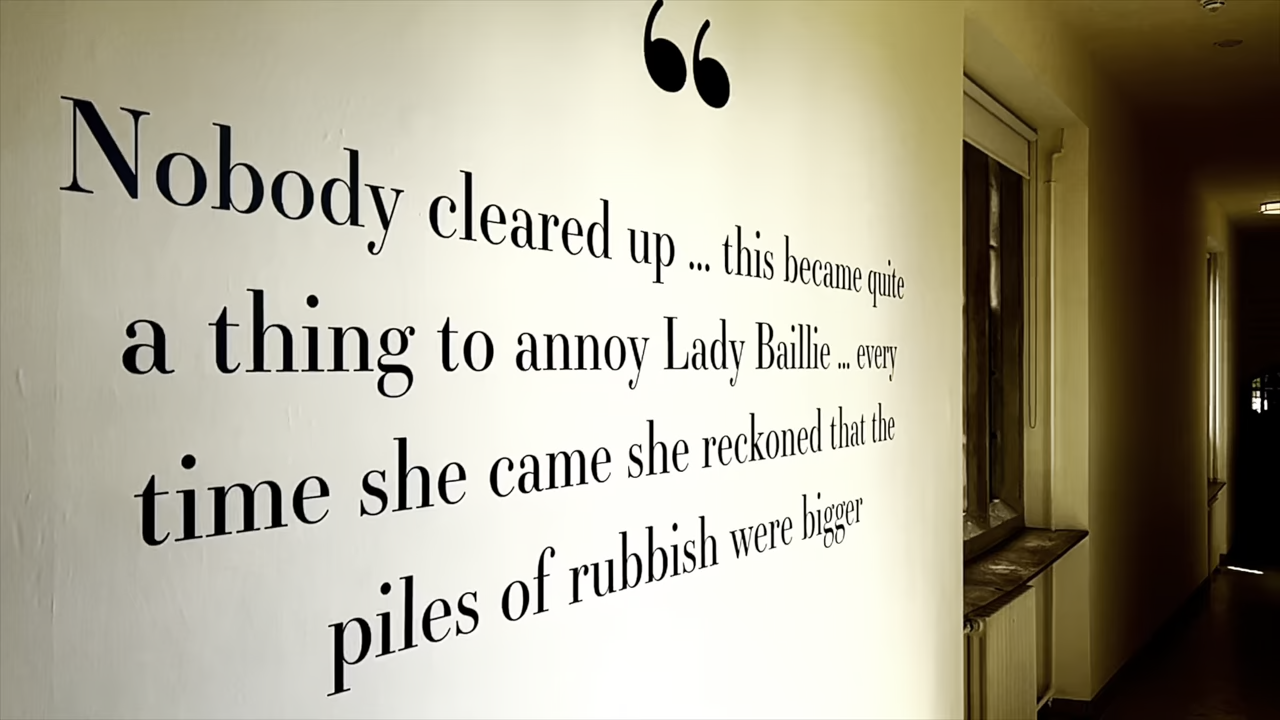 “
Nobody cleared up ... this became quite
a thing to annoy Lady Baillie ... every
time she came she reckoned that the
piles of rubbish were bigger